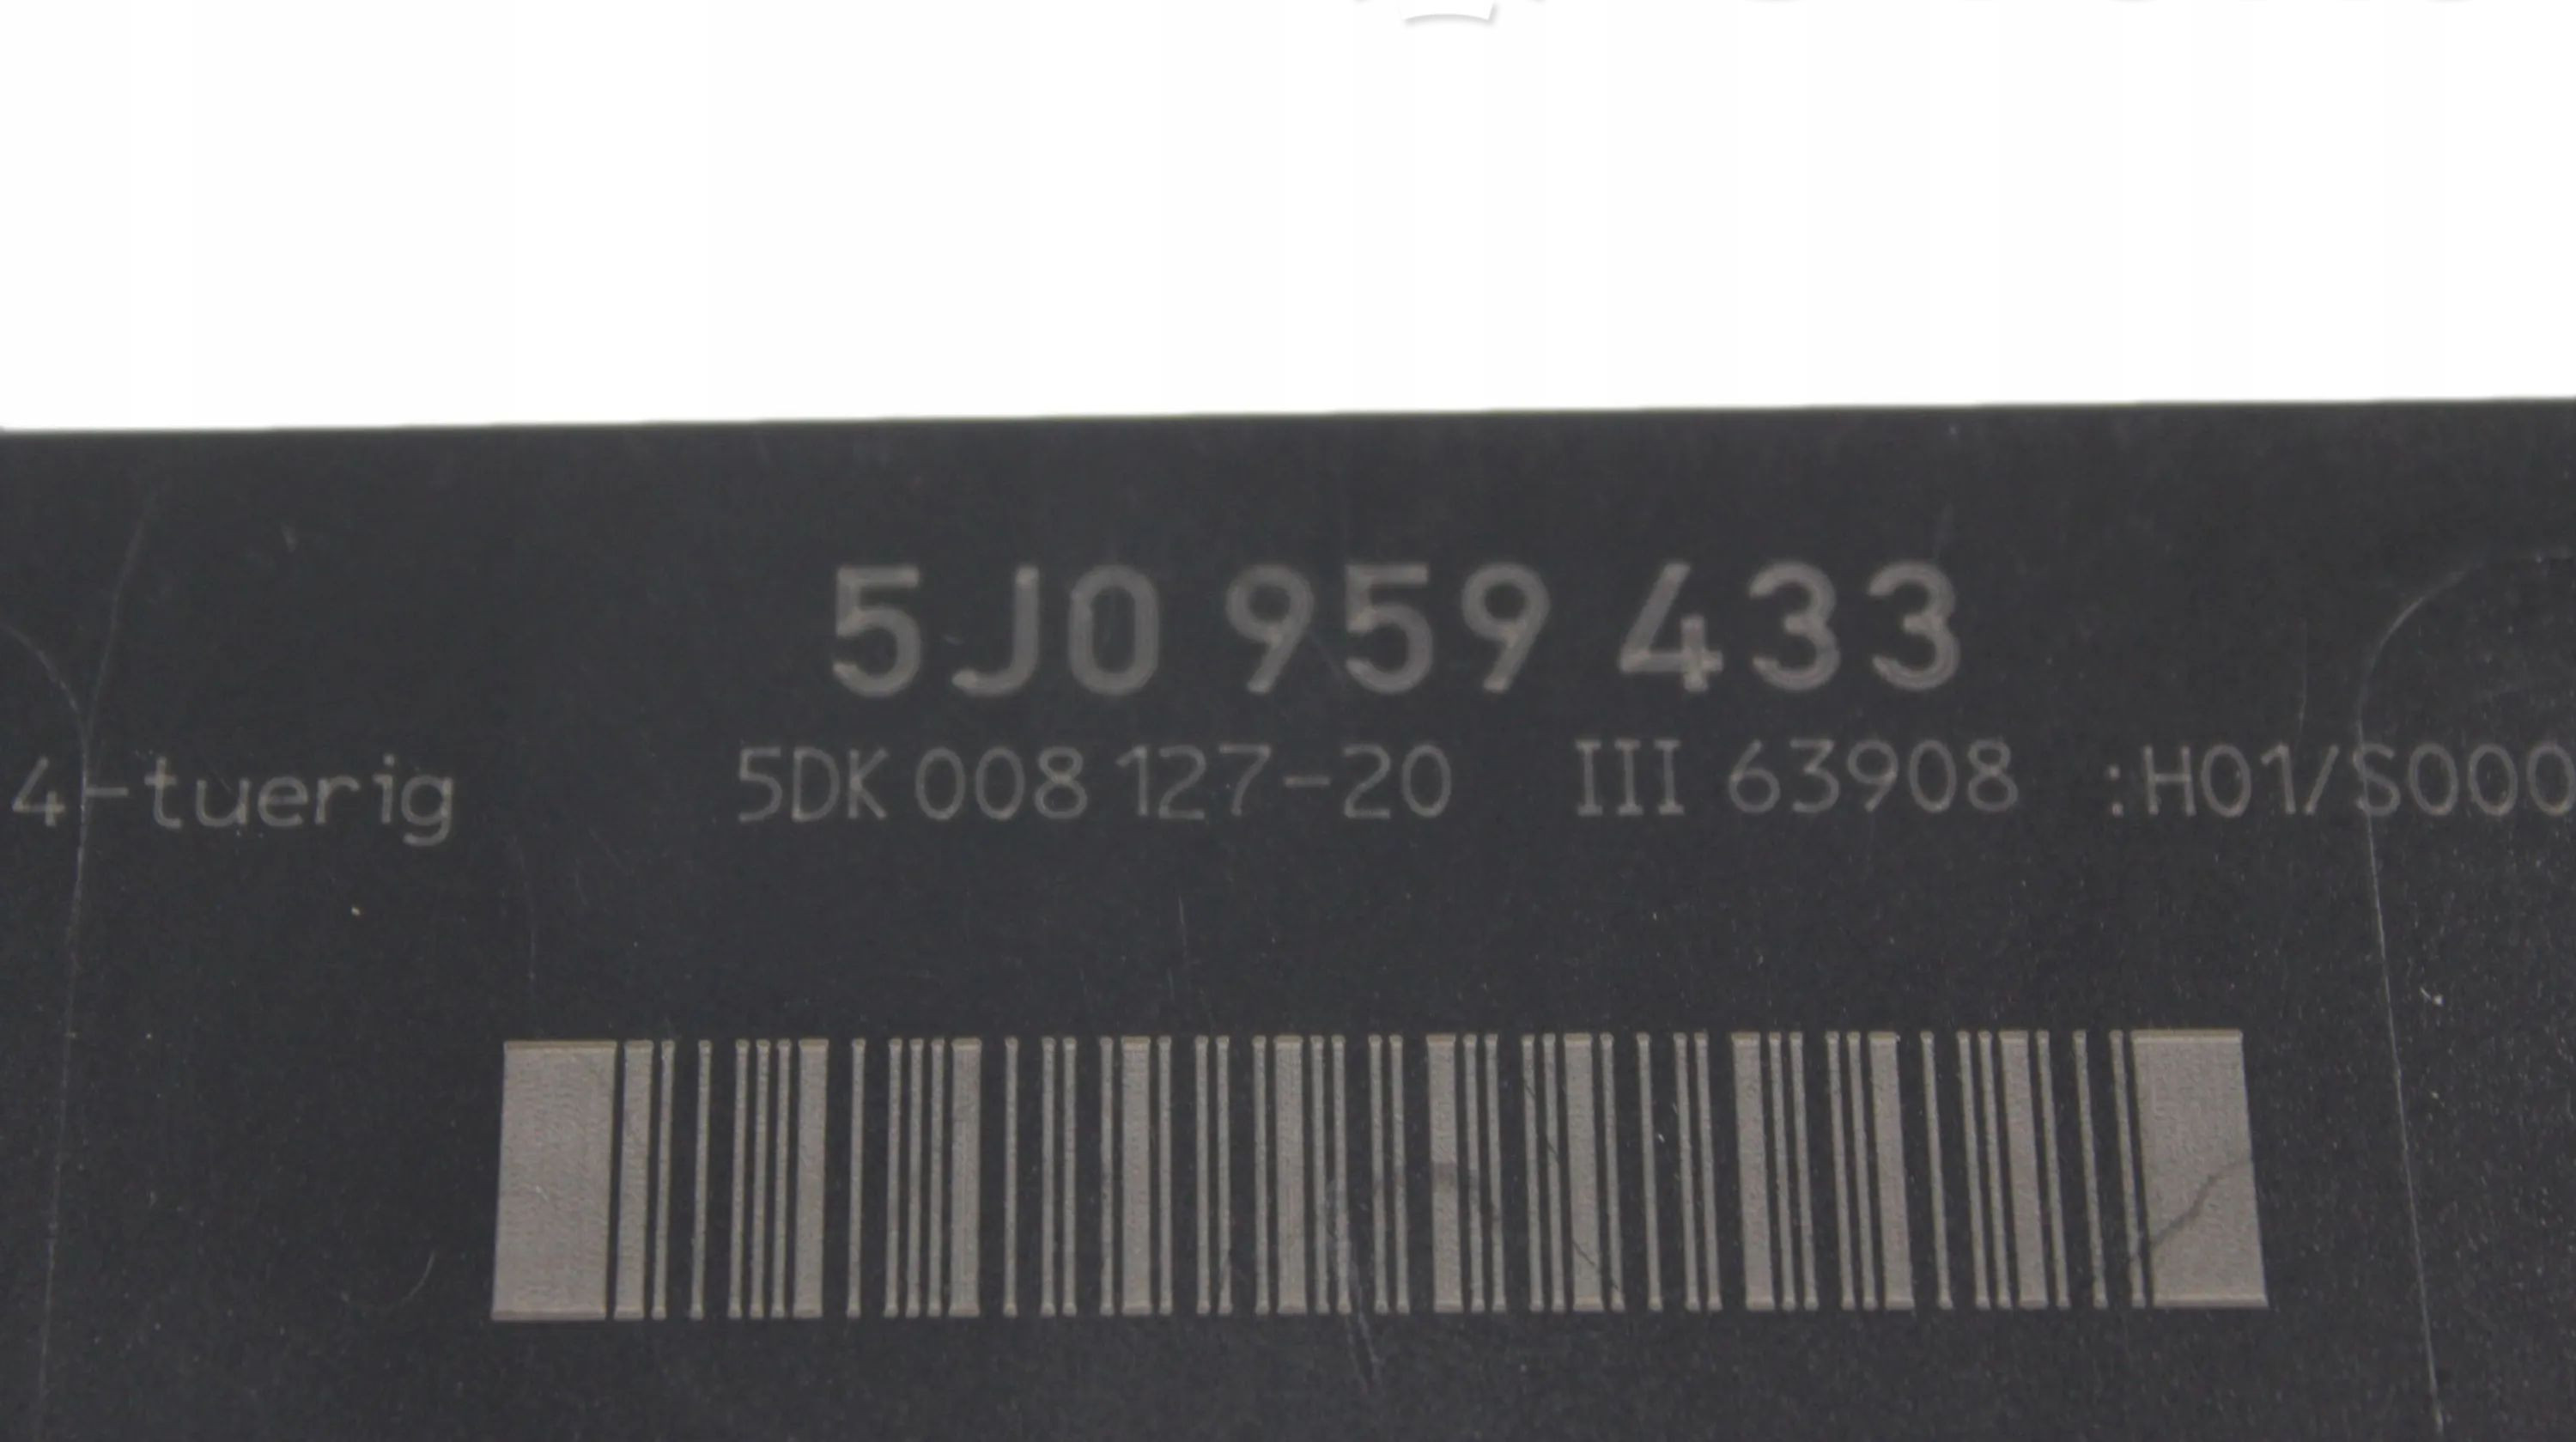 5J0 959 433
4-tuerig 5DK 008 127-20 III 63908 :H01/S000